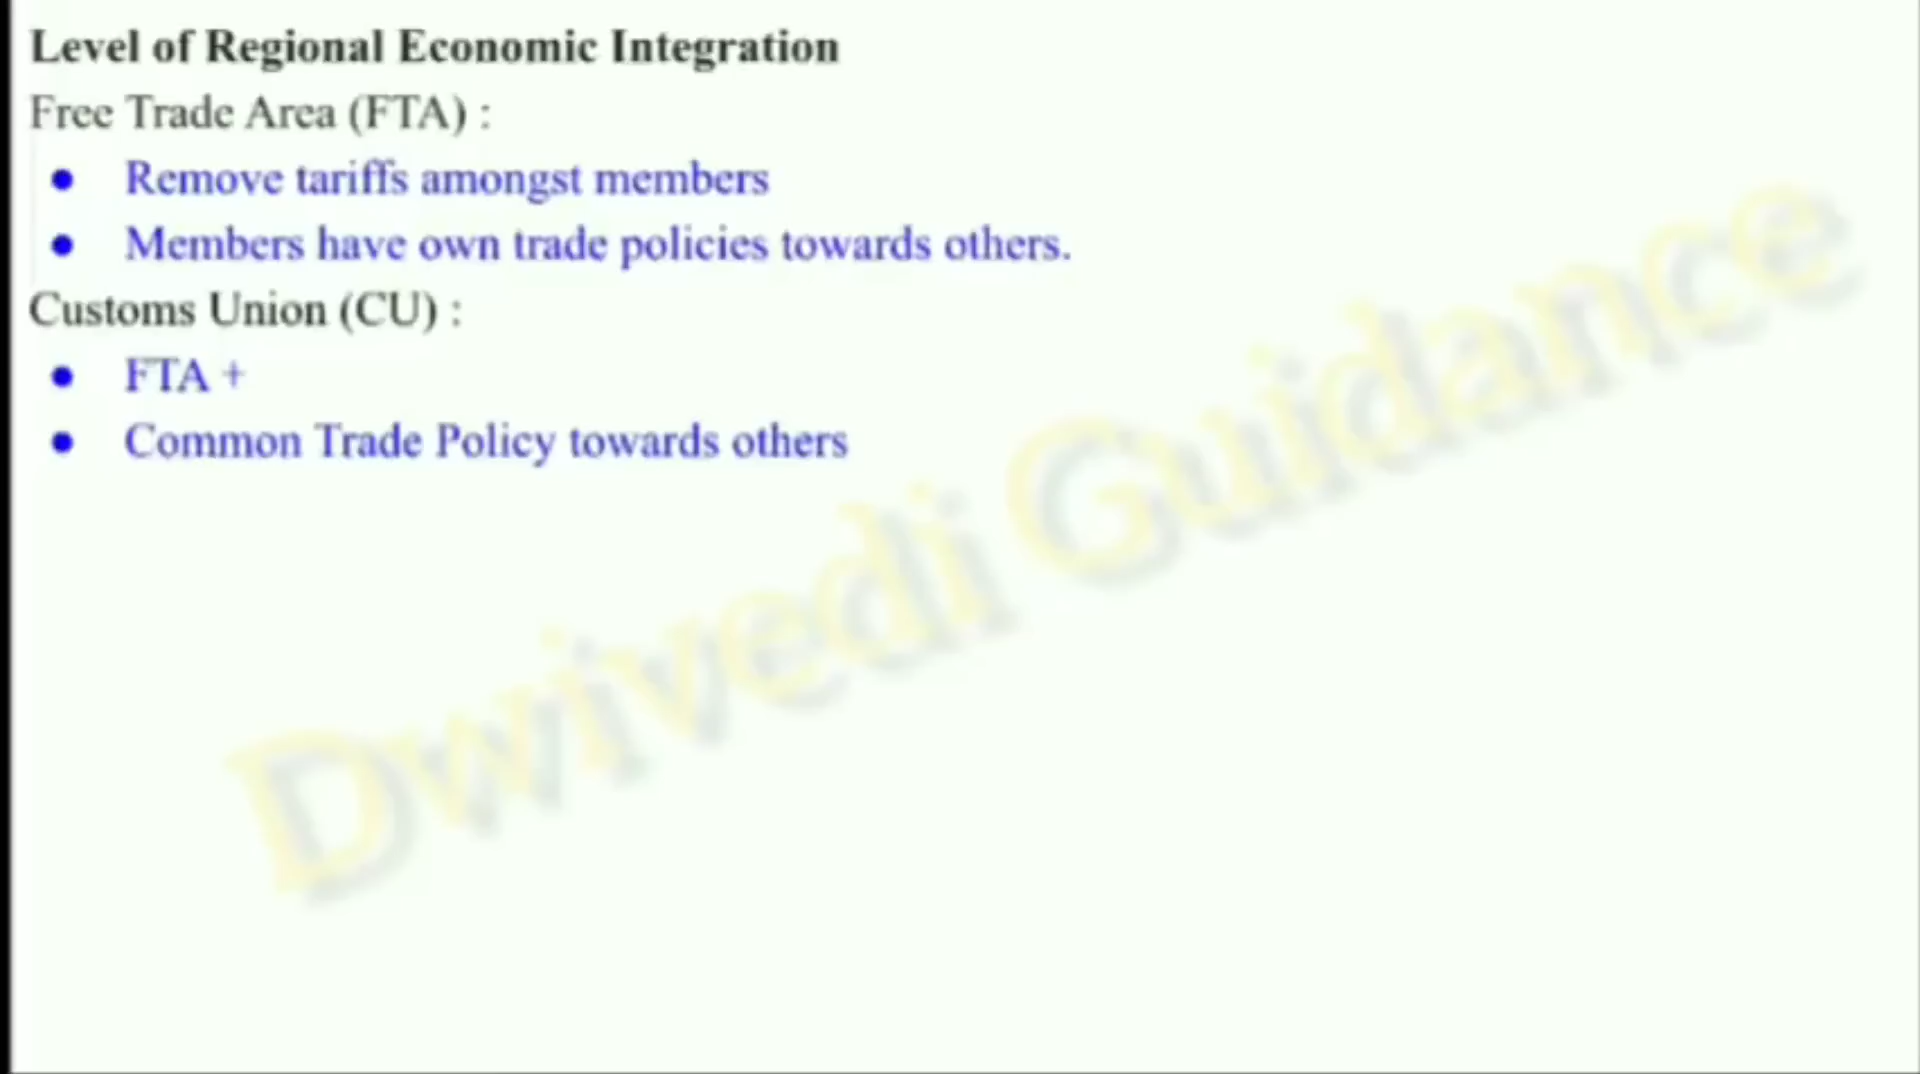 Level of Regional Economic Integration
Free Trade Area (FTA) :
● Remove tariffs amongst members
● Members have own trade policies towards others.
Customs Union (CU) :
● FTA +
● Common Trade Policy towards others
Dwivedi Guidance